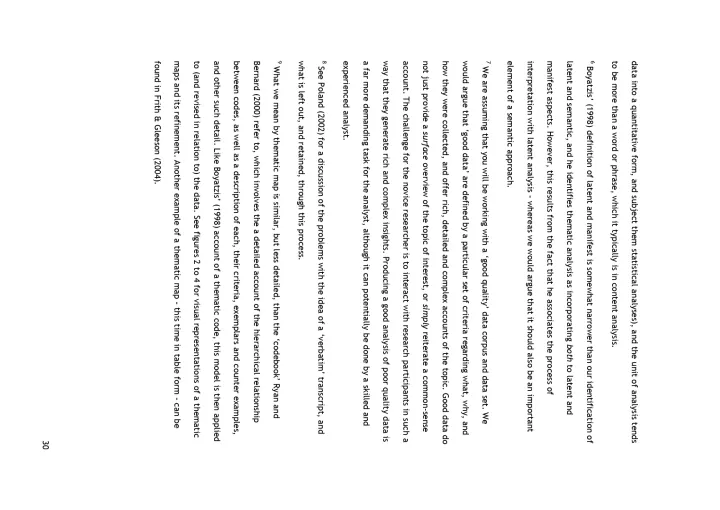 data into a quantitative form, and subject them statistical analyses), and the unit of analysis tends
to be more than a word or phrase, which it typically is in content analysis.
6 Boyatzis' (1998) definition of latent and manifest is somewhat narrower than our identification of
latent and semantic, and he identifies thematic analysis as incorporating both to latent and
manifest aspects. However, this results from the fact that he associates the process of
interpretation with latent analysis - whereas we would argue that it should also be an important
element of a semantic approach.
7 We are assuming that you will be working with a 'good quality' data corpus and data set. We
would argue that 'good data' are defined by a particular set of criteria regarding what, why, and
how they were collected, and offer rich, detailed and complex accounts of the topic. Good data do
not just provide a surface overview of the topic of interest, or simply reiterate a common-sense
account. The challenge for the novice researcher is to interact with research participants in such a
way that they generate rich and complex insights. Producing a good analysis of poor quality data is
a far more demanding task for the analyst, although it can potentially be done by a skilled and
experienced analyst.
8 See Poland (2002) for a discussion of the problems with the idea of a 'verbatim' transcript, and
what is left out, and retained, through this process.
9 What we mean by thematic map is similar, but less detailed, than the 'codebook' Ryan and
Bernard (2000) refer to, which involves the a detailed account of the hierarchical relationship
between codes, as well as a description of each, their criteria, exemplars and counter examples,
and other such detail. Like Boyatzis' (1998) account of a thematic code, this model is then applied
to (and revised in relation to) the data. See figures 2 to 4 for visual representations of a thematic
maps and its refinement. Another example of a thematic map - this time in table form - can be
found in Frith & Gleeson (2004).
30